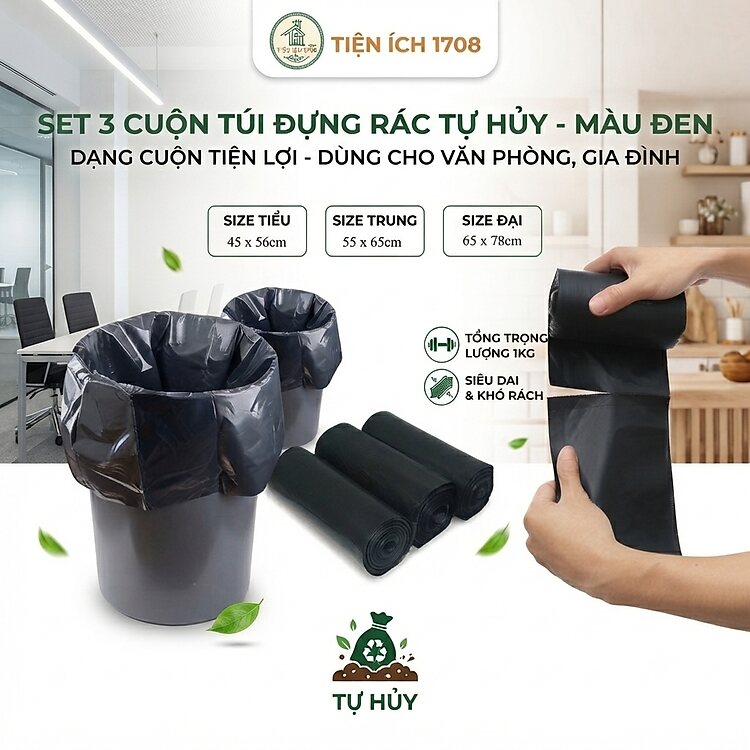 TIỆN ÍCH 1708
SET 3 CUỘN TÚI ĐỰNG RÁC TỰ HỦY - MÀU ĐEN
DẠNG CUỘN TIỆN LỢI - DÙNG CHO VĂN PHÒNG, GIA ĐÌNH
SIZE TIỂU
45 x 56cm
SIZE TRUNG
55 x 65cm
SIZE ĐẠI
65 x 78cm
TỔNG TRỌNG
LƯỢNG 1KG
SIÊU DAI
& KHÓ RÁCH
TỰ HỦY